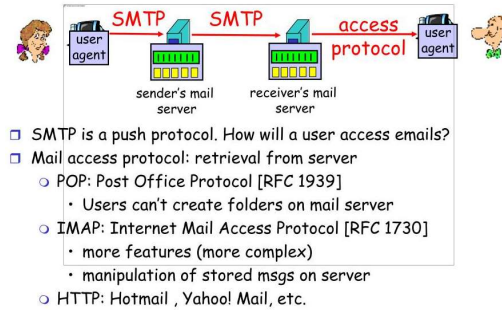 SMTP
SMTP
access
protocol
user
agent
user
agent
sender's mail
server
receiver's mail
server
SMTP is a push protocol. How will a user access emails?
Mail access protocol: retrieval from server
POP: Post Office Protocol [RFC 1939]
• Users can't create folders on mail server
IMAP: Internet Mail Access Protocol [RFC 1730]
• more features (more complex)
• manipulation of stored msgs on server
HTTP: Hotmail , Yahoo! Mail, etc.